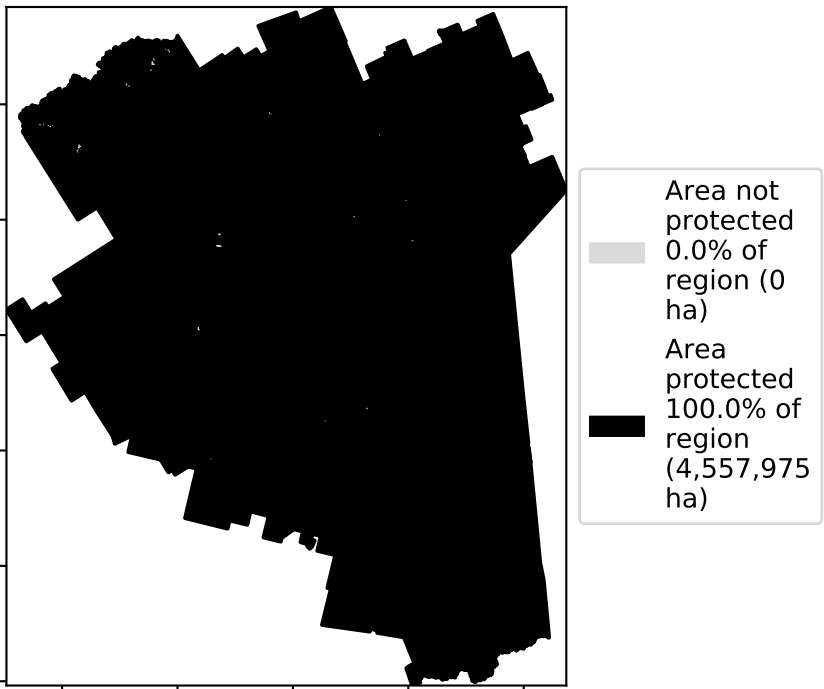 Area not
protected
0.0% of
region (0
ha)
Area
protected
100.0% of
region
(4,557,975
ha)